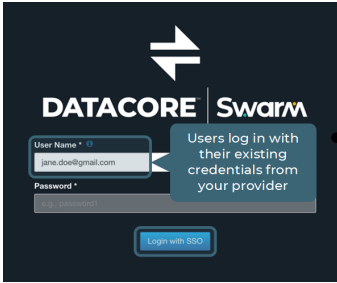 DATACORE™ Swarm
User Name *
jane.doe@gmail.com
Users log in with
their existing
credentials from
your provider
Password *
e.g., password1
Login with SSO